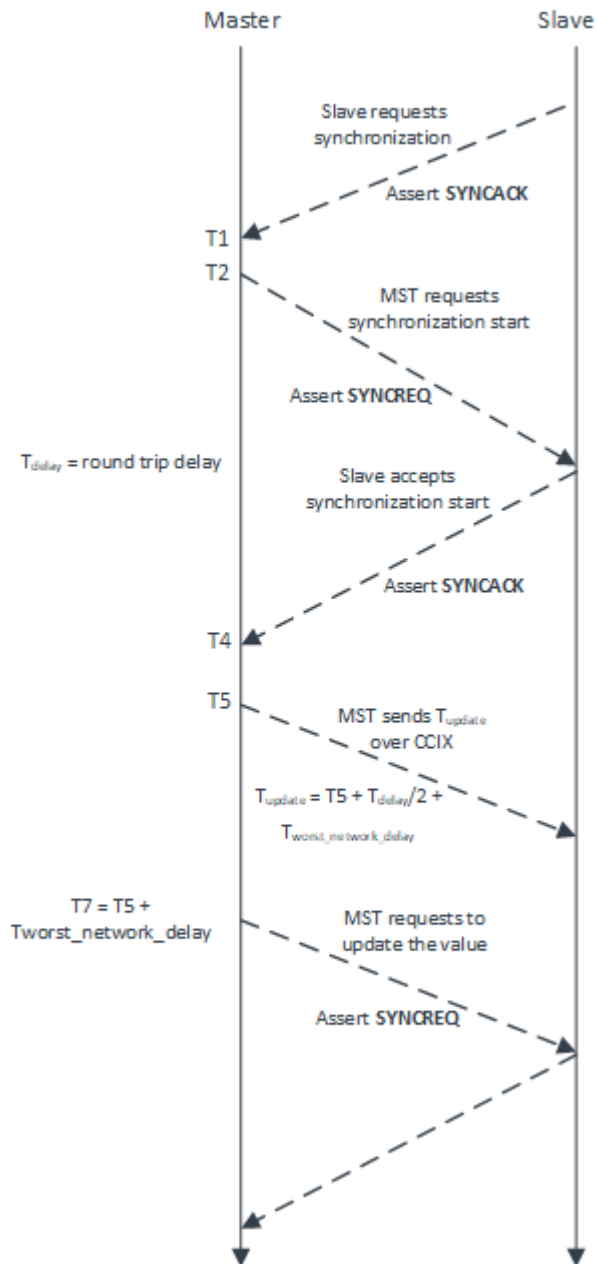 Master
Slave
Slave requests
synchronization
Assert SYNCACK
T1
T2
MST requests
synchronization start
Assert SYNCREQ
Tdelay = round trip delay
Slave accepts
synchronization start
Assert SYNCACK
T4
T5
MST sends Tupdate
over CCIX
Tupdate = T5 + Tdelay/2 +
Tworst_network_delay
T7 = T5 +
Tworst_network_delay
MST requests to
update the value
Assert SYNCREQ